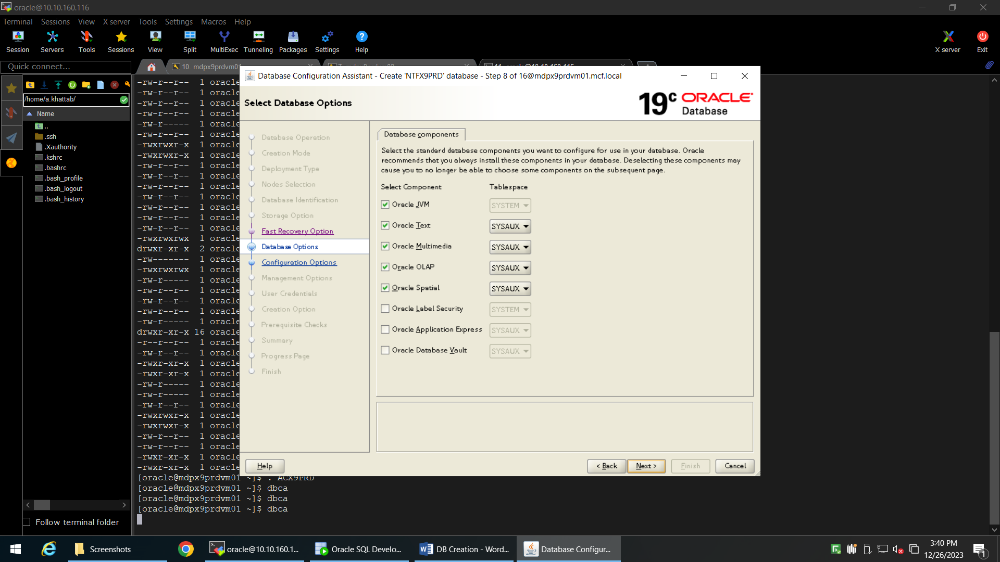 oracle@10.10.160.116
Terminal Sessions View X server Tools Settings Macros Help
Session Servers Tools Sessions View Split MultiExec Tunneling Packages Settings Help X server Exit
Quick connect...
10. mdpx9prdvm01
/home/a.khattab/
Name
..
.ssh
.Xauthority
.kshrc
.bashrc
.bash_profile
.bash_logout
.bash_history
Follow terminal folder
-rw-r--r-- 1 oracle
-rw-r--r-- 1 oracle
-rw-r--r-- 1 oracle
-rw-r--r-- 1 oracle
-rw-r----- 1 oracle
-rw-r--r-- 1 oracle
-rwxrwxr-x 1 oracle
-rwxrwxr-x 1 oracle
-rw-r--r-- 1 oracle
-rw-r--r-- 1 oracle
-rw-r--r-- 1 oracle
-rw-r--r-- 1 oracle
-rw-r--r-- 1 oracle
-rw-r--r-- 1 oracle
-rw-r--r-- 1 oracle
-rwxrwxrwx 1 oracle
drwxr-xr-x 2 oracle
-rw------- 1 oracle
-rwxrwxrwx 1 oracle
-rw-r----- 1 oracle
-rw-r--r-- 1 oracle
-rw-r--r-- 1 oracle
-rw-r--r-- 1 oracle
-rw-r----- 1 oracle
drwxr-xr-x 16 oracle
-r--r--r-- 1 oracle
-rw-r--r-- 1 oracle
-rwxr-xr-x 1 oracle
-rwxr-xr-x 1 oracle
-rw-r----- 1 oracle
-rw-r----- 1 oracle
-rw-r--r-- 1 oracle
-rwxrwxr-x 1 oracle
-rwxrwxr-x 1 oracle
-rw-r--r-- 1 oracle
-rw-r--r-- 1 oracle
-rwxr-xr-x 1 oracle
-rwxr-xr-x 1 oracle
[oracle@mdpx9prdvm01 ~]$ . ACX9PRD
[oracle@mdpx9prdvm01 ~]$ dbca
[oracle@mdpx9prdvm01 ~]$ dbca
[oracle@mdpx9prdvm01 ~]$ dbca
Database Configuration Assistant - Create 'NTFX9PRD' database - Step 8 of 16@mdpx9prdvm01.mcf.local
Select Database Options
19c ORACLE Database
Database Operation
Creation Mode
Deployment Type
Nodes Selection
Database Identification
Storage Option
Fast Recovery Option
Database Options
Configuration Options
Management Options
User Credentials
Creation Option
Prerequisite Checks
Summary
Progress Page
Finish
Database components
Select the standard database components you want to configure for use in your database. Oracle
recommends that you always install these components in your database. Deselecting these components may
cause you to no longer be able to choose some components on the subsequent page.
Select Component Tablespace
Oracle JVM SYSTEM
Oracle Text SYSAUX
Oracle Multimedia SYSAUX
Oracle OLAP SYSAUX
Oracle Spatial SYSAUX
Oracle Label Security SYSTEM
Oracle Application Express SYSAUX
Oracle Database Vault SYSAUX
Help < Back Next > Finish Cancel
Screenshots
oracle@10.10.160.1...
Oracle SQL Develo...
DB Creation - Word...
Database Configur...
3:40 PM
12/26/2023
1